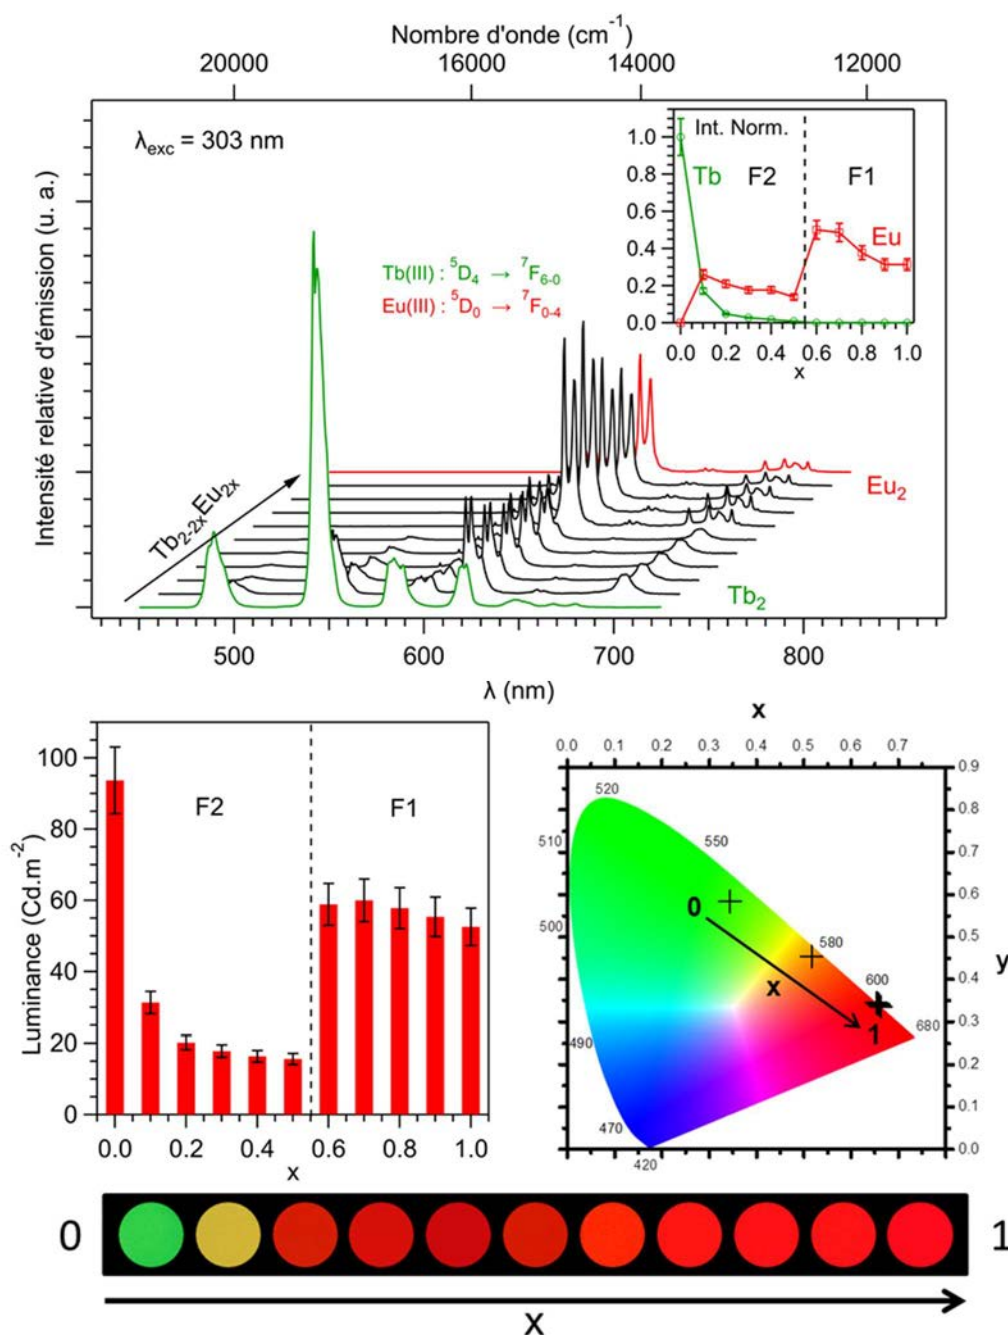 Nombre d'onde (cm-1)
20000 16000 14000 12000
λexc = 303 nm
Int. Norm.
Tb F2 F1
Eu
1.0
0.8
0.6
0.4
0.2
0.0
0.0 0.2 0.4 0.6 0.8 1.0
x
Tb(III) : 5D4 → 7F6-0
Eu(III) : 5D0 → 7F0-4
Intensité relative d'émission (u. a.)
Tb2-2xEu2x
Eu2
Tb2
500 600 700 800
λ (nm)
Luminance (Cd.m-2)
100
80
60
40
20
0
F2 F1
0.0 0.2 0.4 0.6 0.8 1.0
x
x
0.0 0.1 0.2 0.3 0.4 0.5 0.6 0.7
0.9
0.8
0.7
0.6
0.5
0.4
0.3
0.2
0.1
0.0
y
520
510
550
500
580
600
490
680
470
420
0
x
1
0 1
x